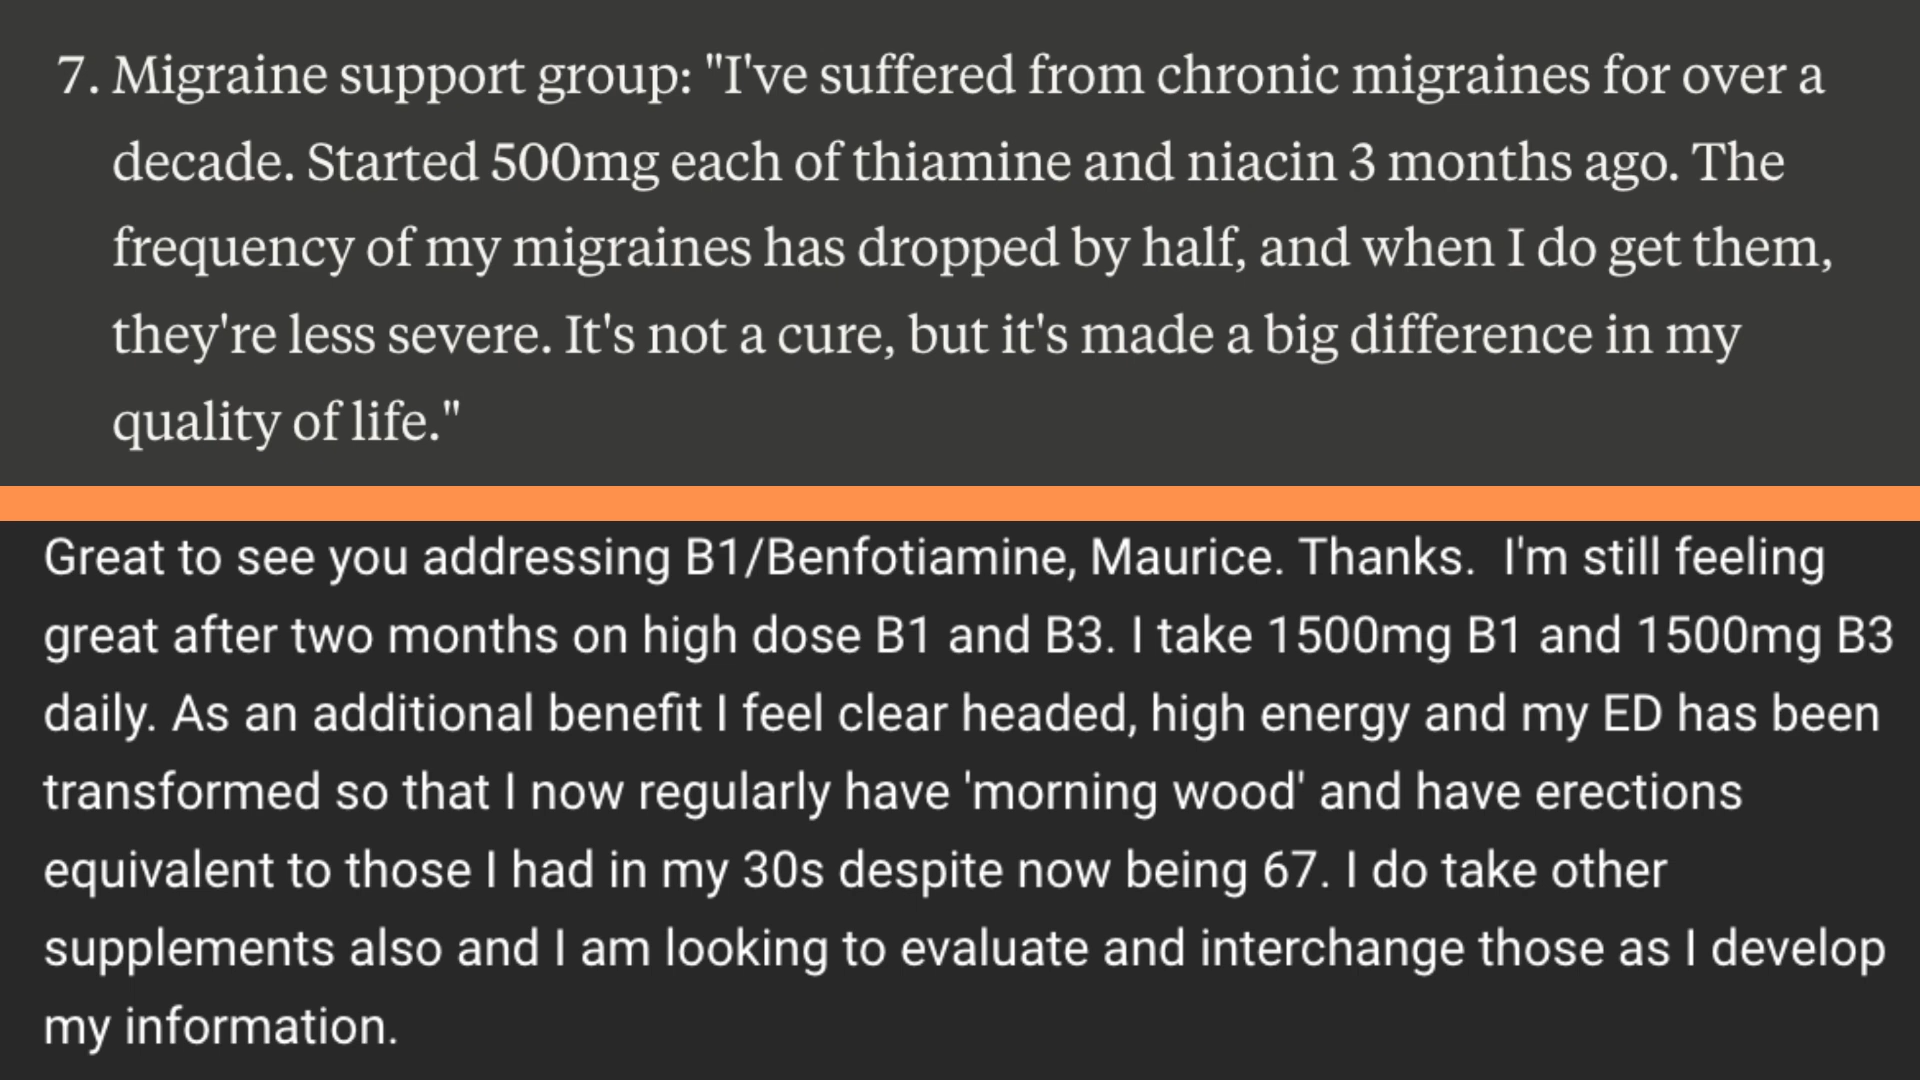 7. Migraine support group: "I've suffered from chronic migraines for over a
decade. Started 500mg each of thiamine and niacin 3 months ago. The
frequency of my migraines has dropped by half, and when I do get them,
they're less severe. It's not a cure, but it's made a big difference in my
quality of life."
Great to see you addressing B1/Benfotiamine, Maurice. Thanks.  I'm still feeling
great after two months on high dose B1 and B3. I take 1500mg B1 and 1500mg B3
daily. As an additional benefit I feel clear headed, high energy and my ED has been
transformed so that I now regularly have 'morning wood' and have erections
equivalent to those I had in my 30s despite now being 67. I do take other
supplements also and I am looking to evaluate and interchange those as I develop
my information.